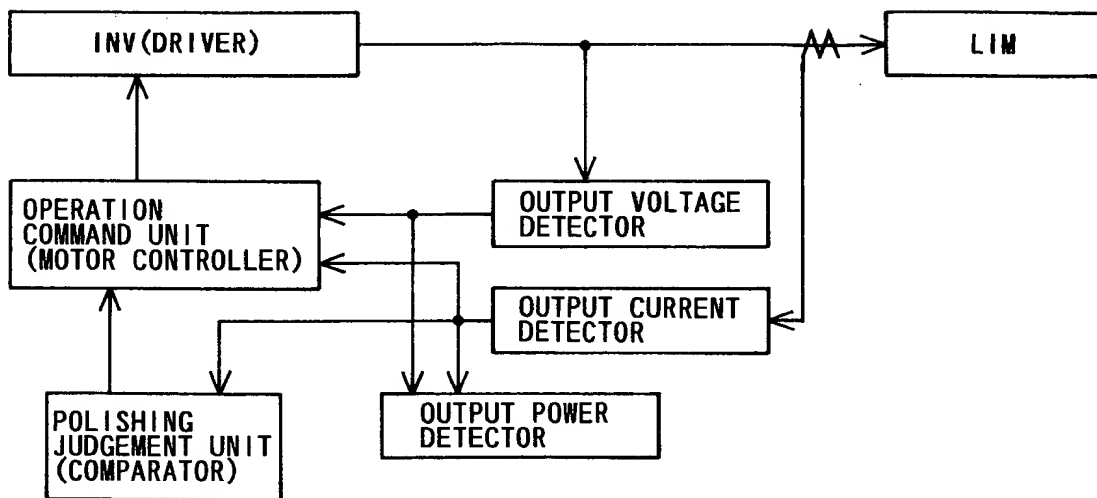 INV(DRIVER)
LIM
OPERATION
COMMAND UNIT
(MOTOR CONTROLLER)
OUTPUT VOLTAGE
DETECTOR
OUTPUT CURRENT
DETECTOR
POLISHING
JUDGEMENT UNIT
(COMPARATOR)
OUTPUT POWER
DETECTOR